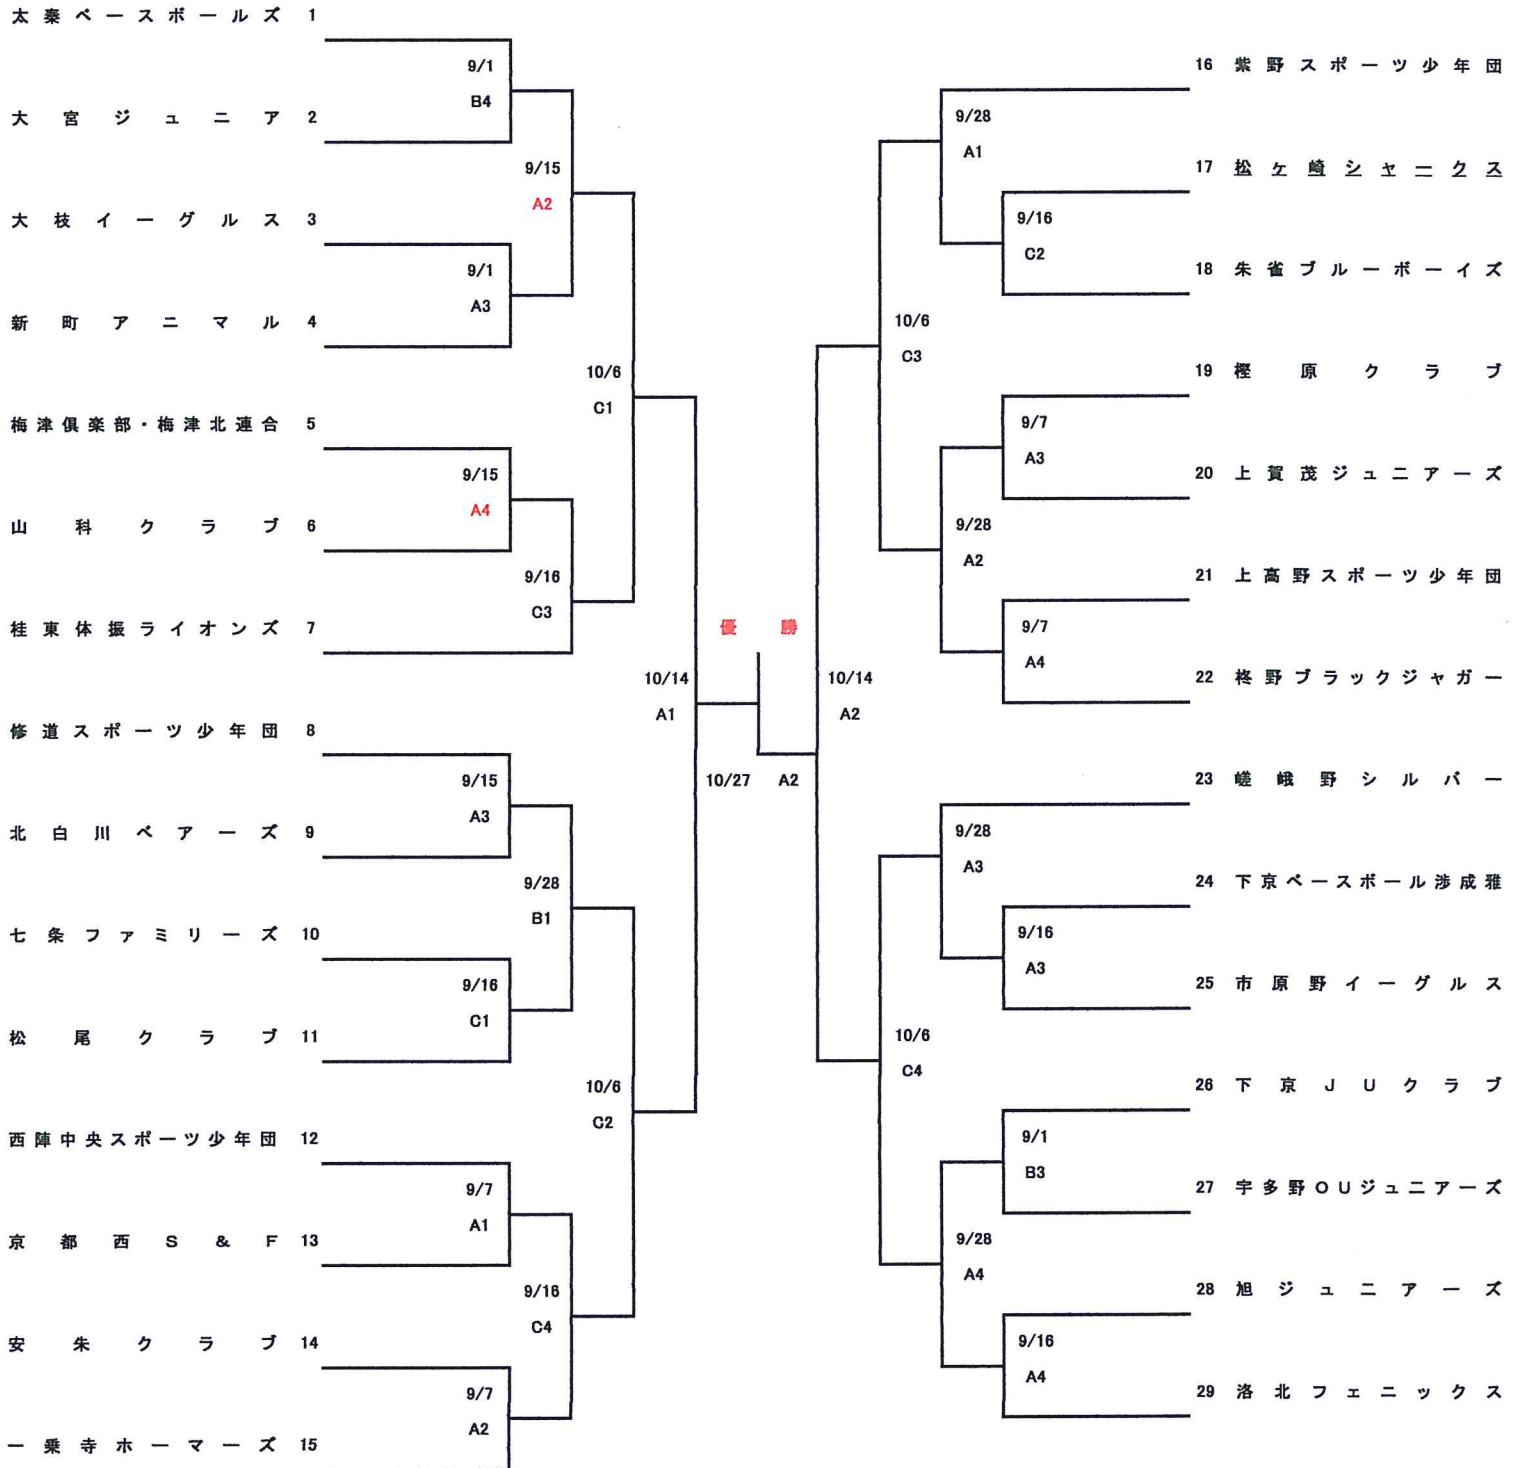 太秦ベースボールズ 1
9/1
B4
大宮ジュニア 2
9/15
A2
大枝イーグルス 3
9/1
A3
新町アニマル 4
10/6
C1
梅津倶楽部・梅津北連合 5
9/15
A4
山科クラブ 6
9/16
C3
桂東体振ライオンズ 7
10/14
A1
修道スポーツ少年団 8
9/15
A3
北白川ベアーズ 9
9/28
B1
七条ファミリーズ 10
9/16
C1
松尾クラブ 11
10/6
C2
西陣中央スポーツ少年団 12
9/7
A1
京都西S&F 13
9/16
C4
安朱クラブ 14
9/7
A2
一乗寺ホーマーズ 15
優勝
10/27 A2
16 紫野スポーツ少年団
9/28
A1
17 松ヶ崎シャークス
9/16
C2
18 朱雀ブルーボーイズ
10/6
C3
19 樫原クラブ
9/7
A3
20 上賀茂ジュニアーズ
9/28
A2
21 上高野スポーツ少年団
9/7
A4
22 柊野ブラックジャガー
10/14
A2
23 嵯峨野シルバー
9/28
A3
24 下京ベースボール渉成雅
9/16
A3
25 市原野イーグルス
10/6
C4
26 下京JUクラブ
9/1
B3
27 宇多野OUジュニアーズ
9/28
A4
28 旭ジュニアーズ
9/16
A4
29 洛北フェニックス